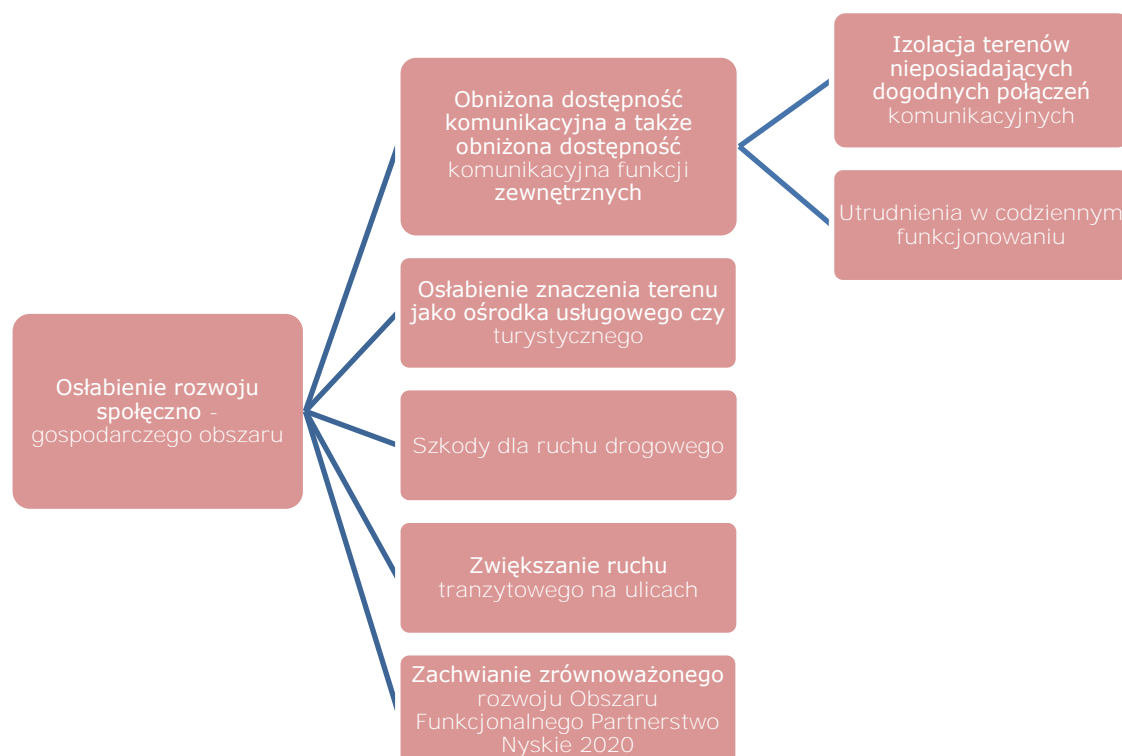 Osłabienie rozwoju
społęczno -
gospodarczego obszaru
Obniżona dostępność
komunikacyjna a także
obniżona dostępność
komunikacyjna funkcji
zewnętrznych
Izolacja terenów
nieposiadających
dogodnych połączeń
komunikacyjnych
Utrudnienia w codziennym
funkcjonowaniu
Osłabienie znaczenia terenu
jako ośrodka usługowego czy
turystycznego
Szkody dla ruchu drogowego
Zwiększanie ruchu
tranzytowego na ulicach
Zachwianie zrównoważonego
rozwoju Obszaru
Funkcjonalnego Partnerstwo
Nyskie 2020